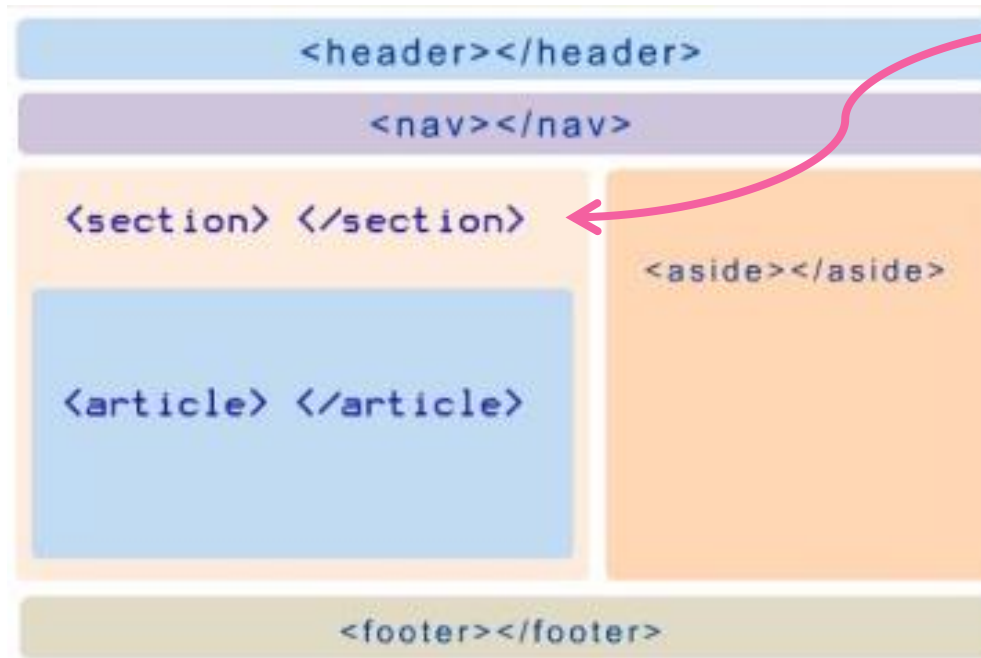 <header></header>
<nav></nav>
<section> </section>
<aside></aside>
<article> </article>
<footer></footer>